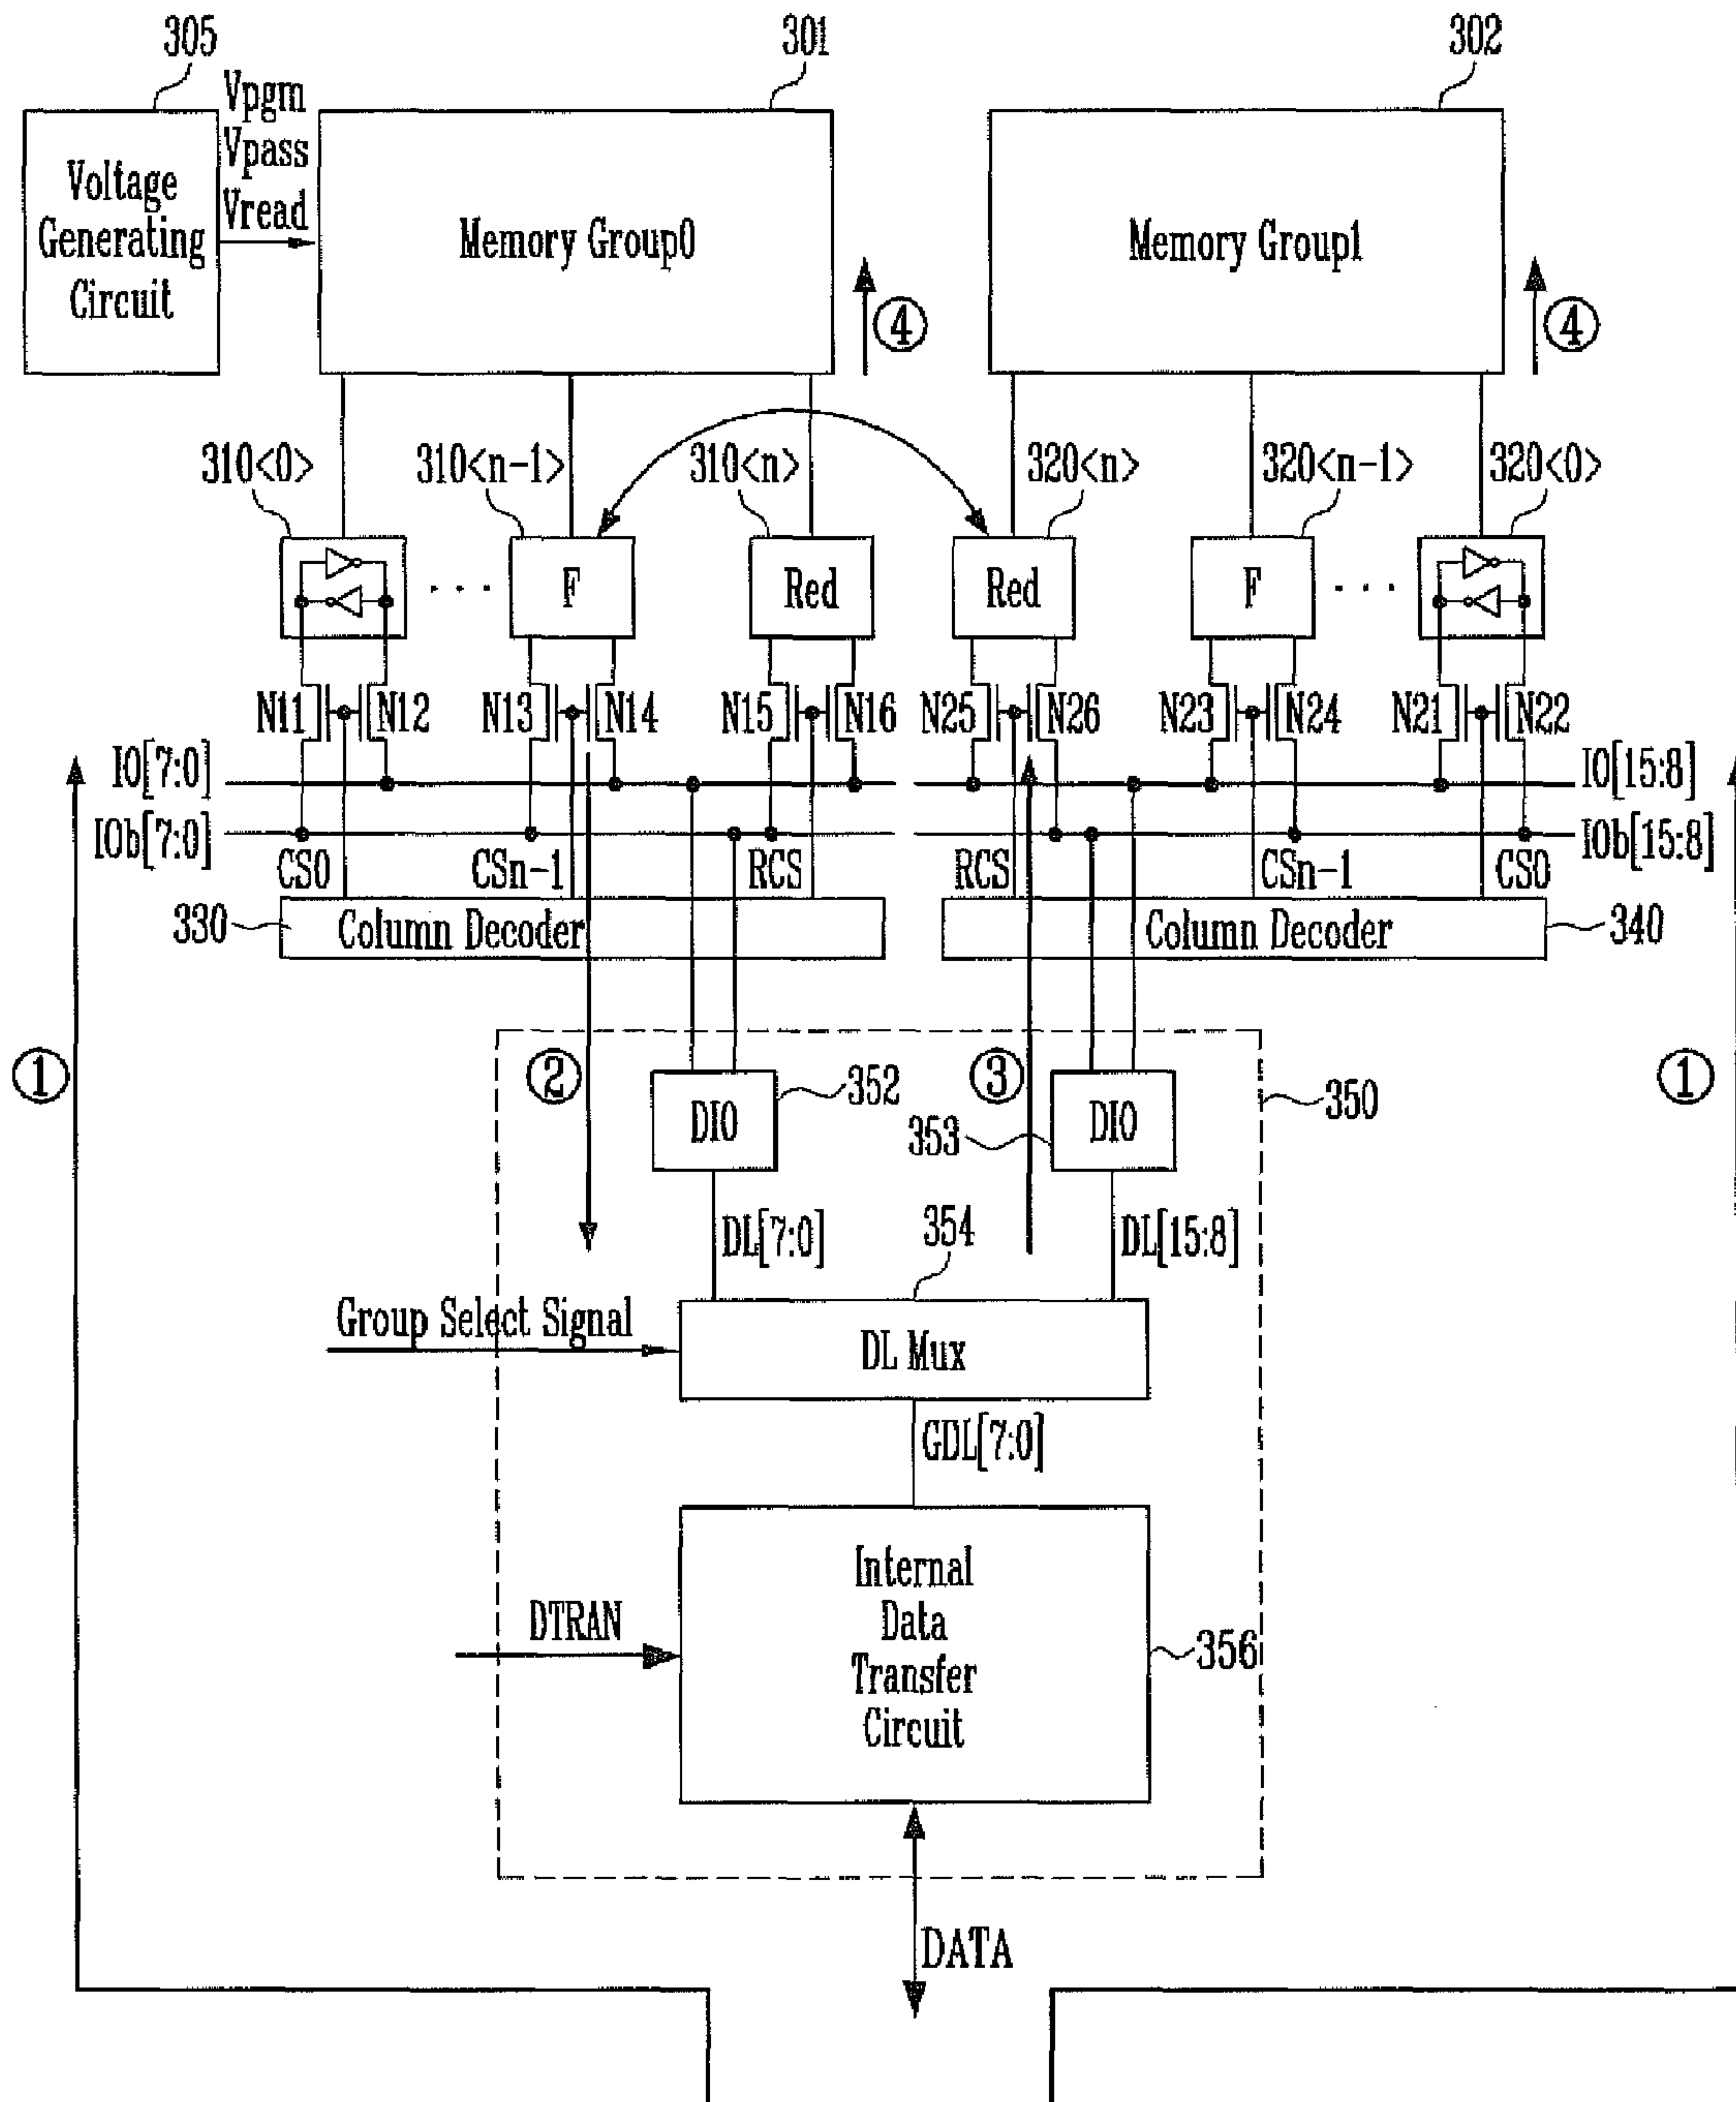 305
301
302
Vpgm
Vpass
Vread
Voltage
Generating
Circuit
Memory Group0
Memory Group1
④
④
310<0>
310<n-1>
310<n>
320<n>
320<n-1>
320<0>
. . .
F
Red
Red
F
. . .
N11
N12
N13
N14
N15
N16
N25
N26
N23
N24
N21
N22
IO[7:0]
IO[15:8]
IOb[7:0]
IOb[15:8]
CS0
CSn-1
RCS
RCS
CSn-1
CS0
330
Column Decoder
Column Decoder
340
①
②
③
①
352
DIO
353
DIO
350
DL[7:0]
354
DL[15:8]
Group Select Signal
DL Mux
GDL[7:0]
DTRAN
Internal
Data
Transfer
Circuit
356
DATA